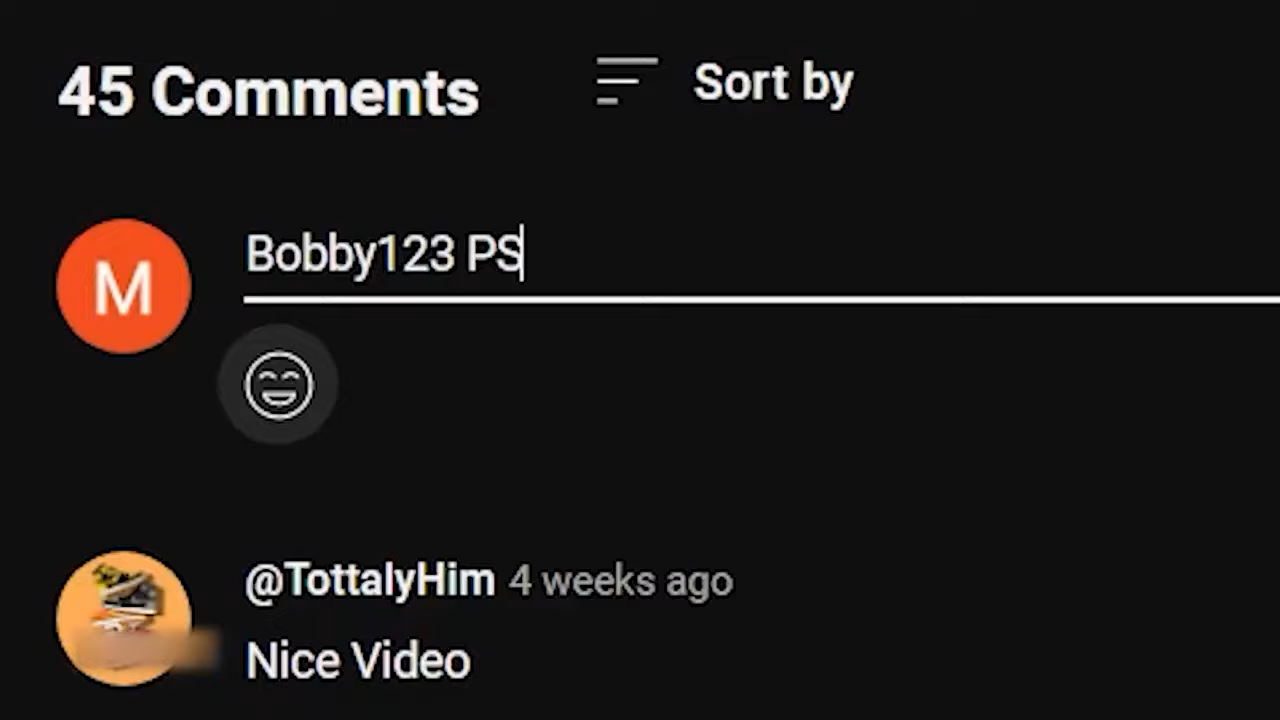 45 Comments
Sort by
M
Bobby123 PS
@TottalyHim 4 weeks ago
Nice Video